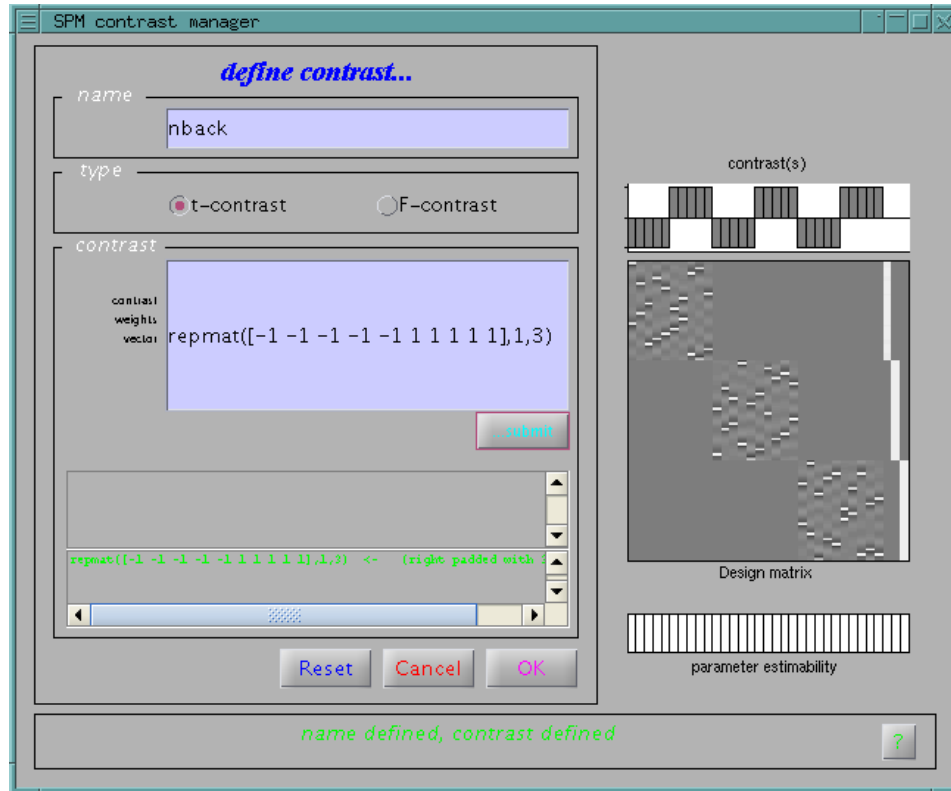 SPM contrast manager
define contrast...
name
nback
type
t-contrast
F-contrast
contrast
contrast
weights
vector
repmat([-1 -1 -1 -1 -1 1 1 1 1 1],1,3)
...submit
repmat([-1 -1 -1 -1 -1 1 1 1 1 1],1,3) <- (right padded with
Reset
Cancel
OK
name defined, contrast defined
?
contrast(s)
Design matrix
parameter estimability